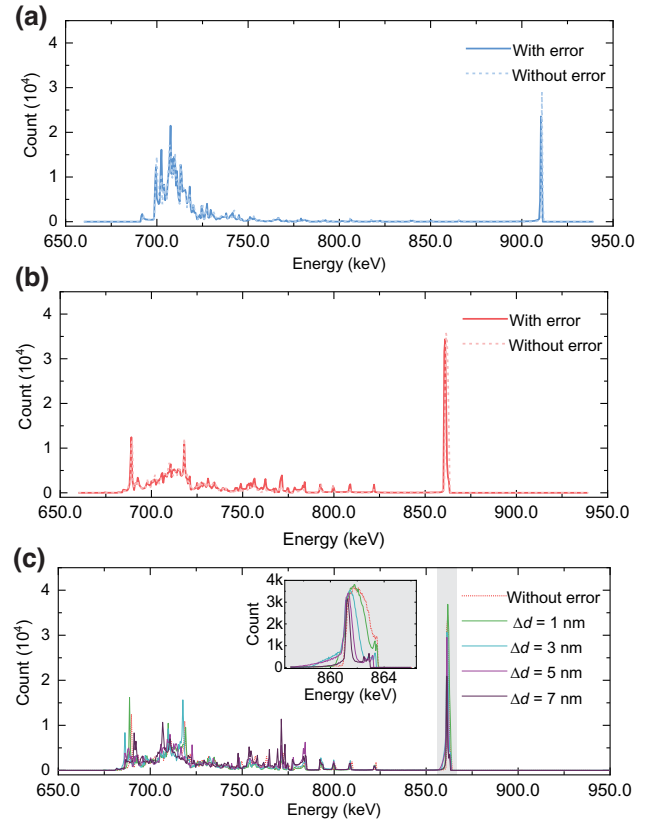 (a)
With error
Without error
Count (10⁴)
4
3
2
1
0
650.0 700.0 750.0 800.0 850.0 900.0 950.0
Energy (keV)
(b)
With error
Without error
Count (10⁴)
4
3
2
1
0
650.0 700.0 750.0 800.0 850.0 900.0 950.0
Energy (keV)
(c)
Count (10⁴)
4
3
2
1
0
Count
4k
3k
2k
1k
0
860 864
Energy (keV)
Without error
Δd = 1 nm
Δd = 3 nm
Δd = 5 nm
Δd = 7 nm
650.0 700.0 750.0 800.0 850.0 900.0 950.0
Energy (keV)